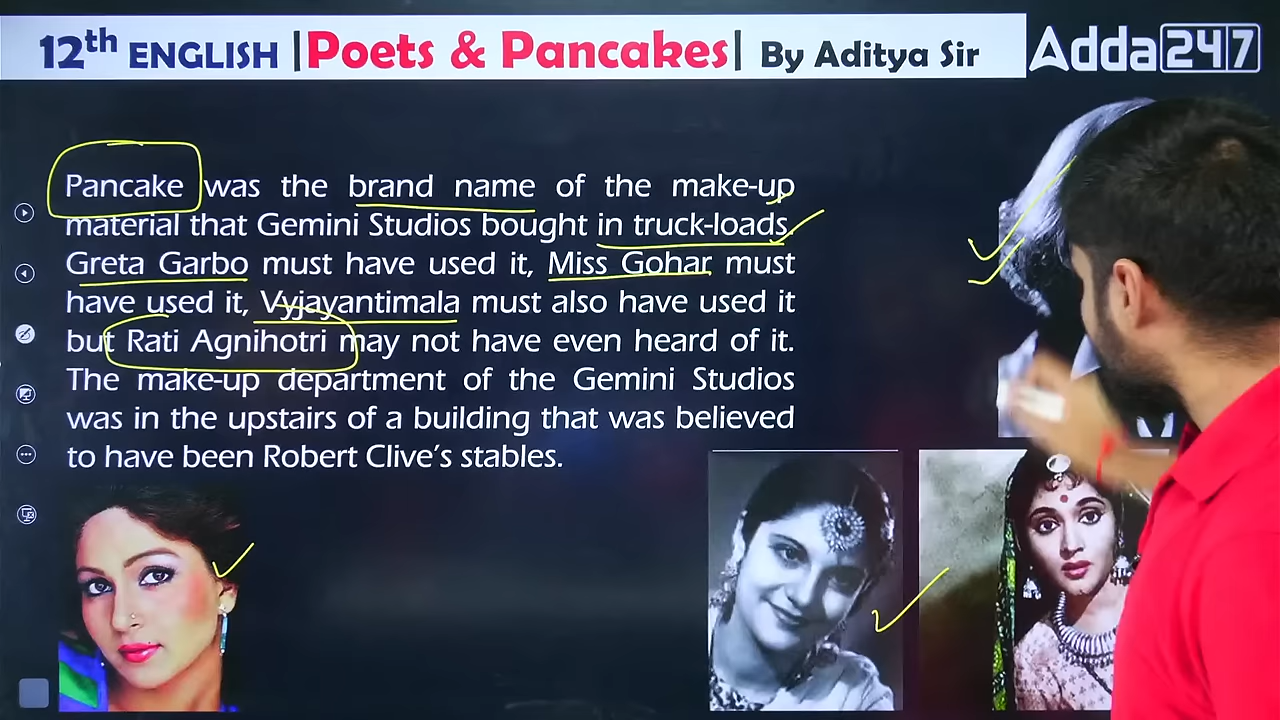 12th ENGLISH |Poets & Pancakes| By Aditya Sir
Adda247
Pancake was the brand name of the make-up
material that Gemini Studios bought in truck-loads.
Greta Garbo must have used it, Miss Gohar must
have used it, Vyjayantimala must also have used it
but Rati Agnihotri may not have even heard of it.
The make-up department of the Gemini Studios
was in the upstairs of a building that was believed
to have been Robert Clive's stables.